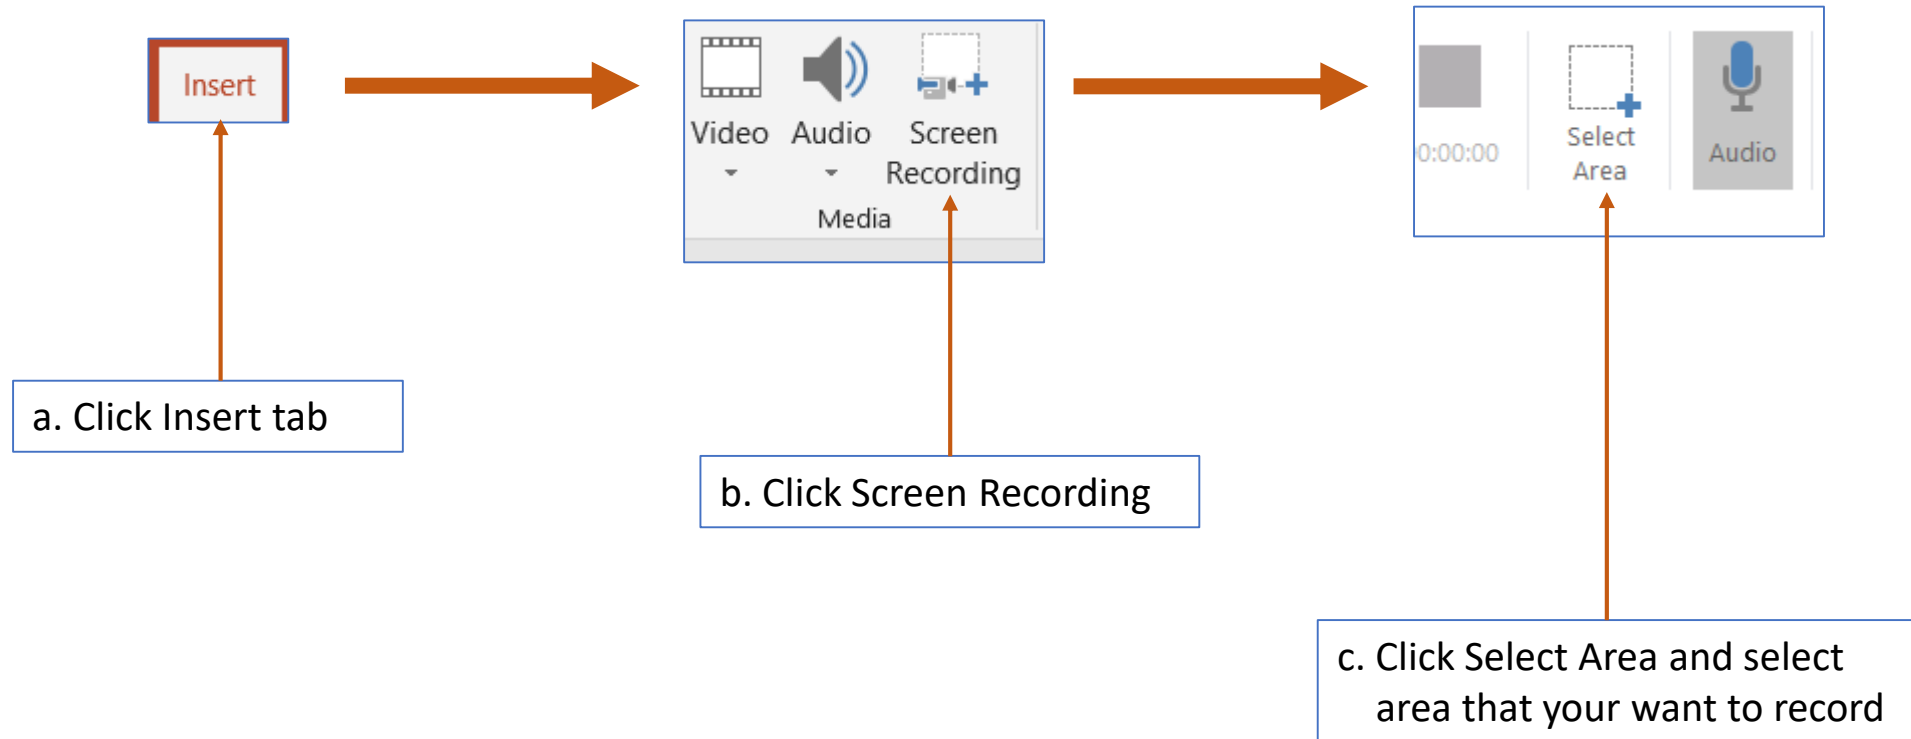 Insert
Video Audio Screen
Recording
Media
0:00:00
Select
Area
Audio
a. Click Insert tab
b. Click Screen Recording
c. Click Select Area and select
area that your want to record